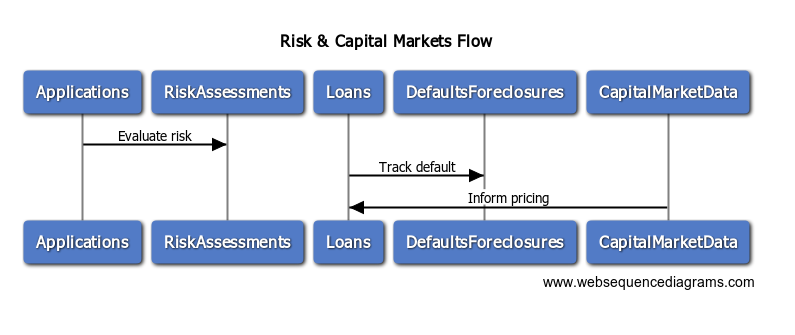 Risk & Capital Markets Flow
Applications RiskAssessments Loans DefaultsForeclosures CapitalMarketData
Evaluate risk
Track default
Inform pricing
Applications RiskAssessments Loans DefaultsForeclosures CapitalMarketData
www.websequencediagrams.com